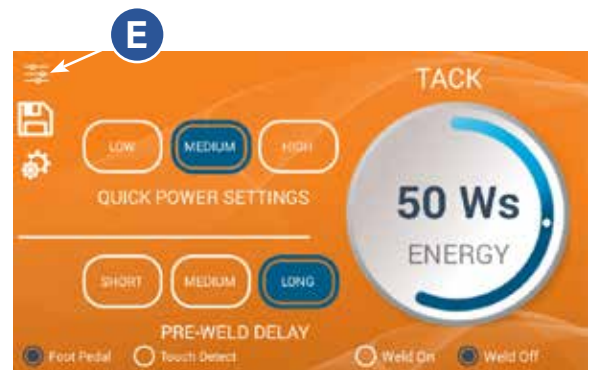 E
TACK
LOW MEDIUM HIGH
QUICK POWER SETTINGS
50 Ws
ENERGY
SHORT MEDIUM LONG
PRE-WELD DELAY
Foot Pedal Touch Detect Weld On Weld Off